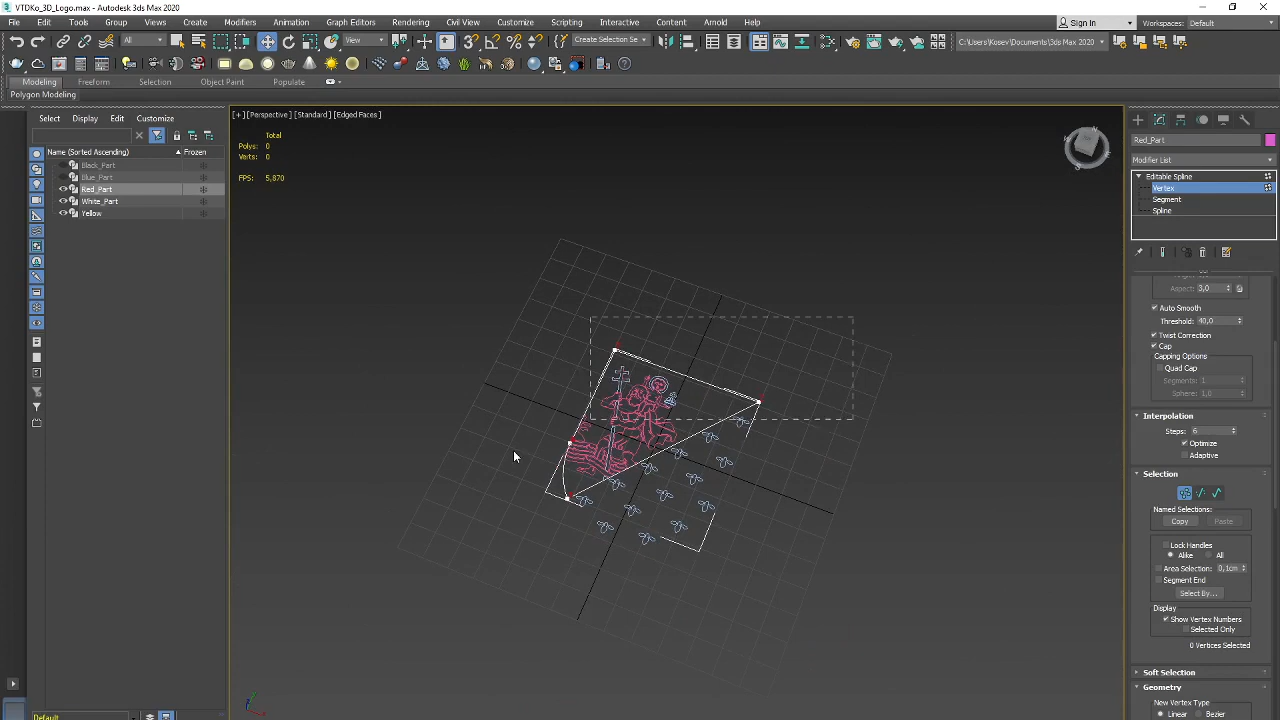 VTDKo_3D_Logo.max - Autodesk 3ds Max 2020
File Edit Tools Group Views Create Modifiers Animation Graph Editors Rendering Civil View Customize Scripting Interactive Content Arnold Help
Sign In
Workspaces: Default
All
View
Create Selection Se
C:\Users\Kosev\Documents\3ds Max 2020
Modeling Freeform Selection Object Paint Populate
Polygon Modeling
Select Display Edit Customize
Name (Sorted Ascending) Frozen
Black_Part
Blue_Part
Red_Part
White_Part
Yellow
Default
[+] [Perspective] [Standard] [Edged Faces]
Total
Polys: 0
Verts: 0
FPS: 5,870
Red_Part
Modifier List
Editable Spline
Vertex
Segment
Spline
Aspect: 3,0
Auto Smooth
Threshold: 40,0
Twist Correction
Cap
Capping Options
Quad Cap
Segments: 1
Sphere: 1,0
Interpolation
Steps: 6
Optimize
Adaptive
Selection
Named Selections:
Copy Paste
Lock Handles
Alike All
Area Selection: 0,1cm
Segment End
Select By...
Display
Show Vertex Numbers
Selected Only
0 Vertices Selected
Soft Selection
Geometry
New Vertex Type
Linear Bezier